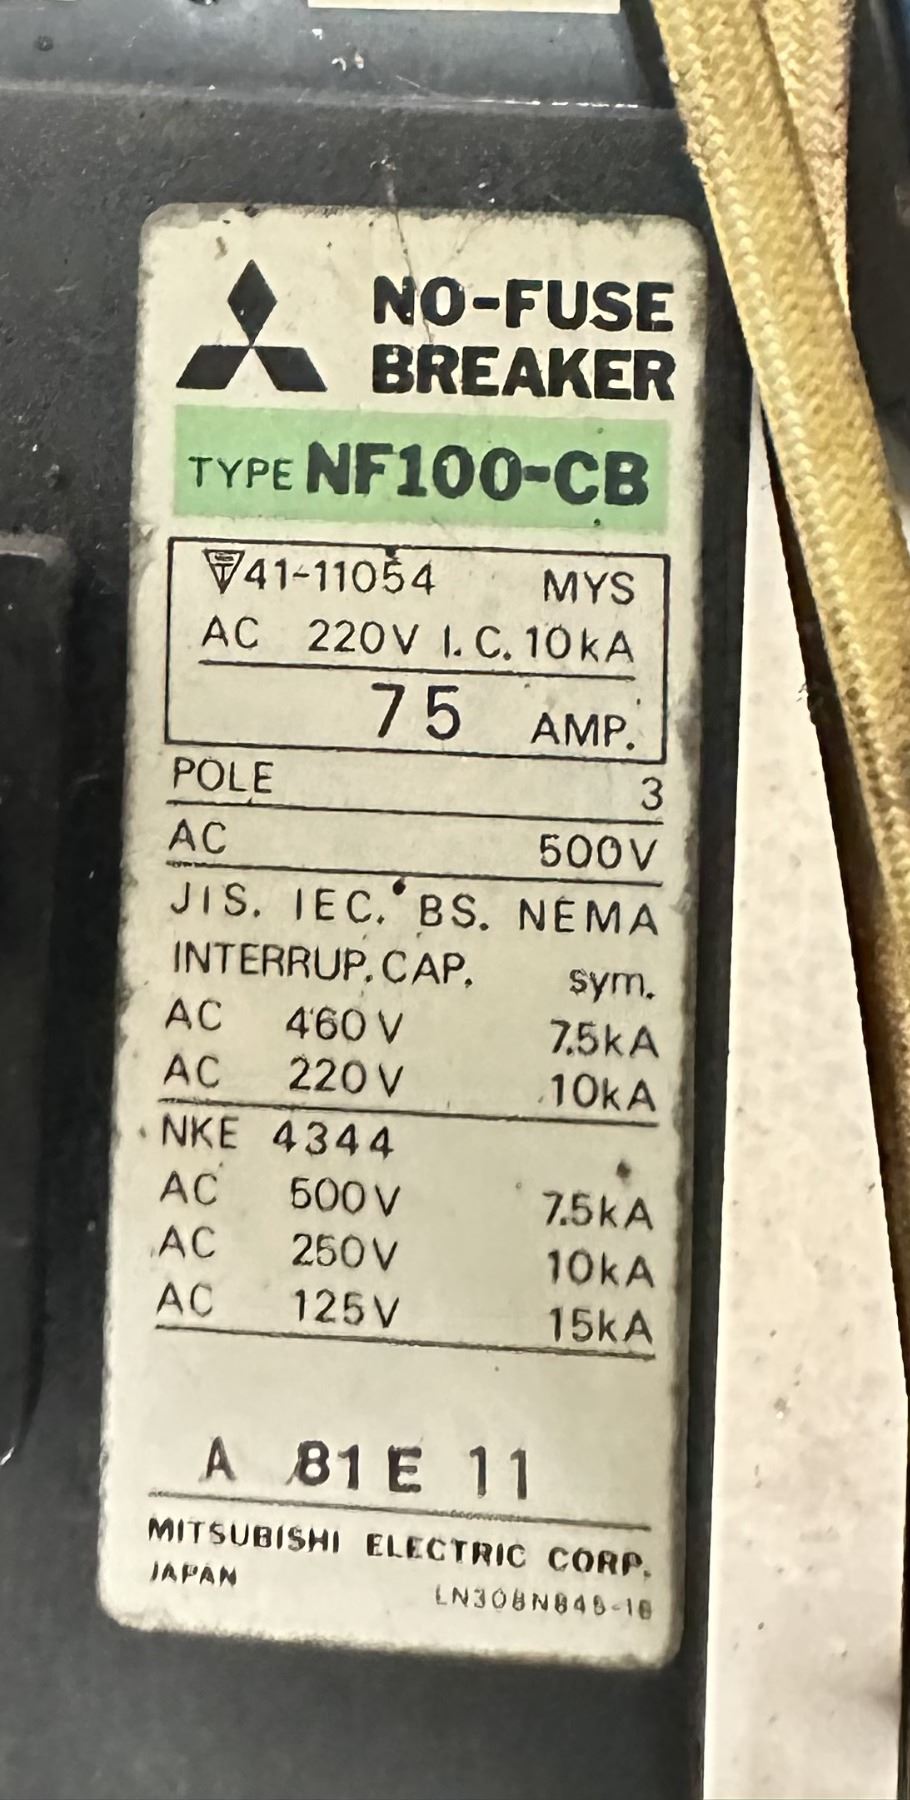 NO-FUSE
BREAKER
TYPE NF100-CB
41-11054 MYS
AC 220V I.C. 10kA
75 AMP.
POLE 3
AC 500V
JIS. IEC. BS. NEMA
INTERRUP. CAP. sym.
AC 460V 7.5kA
AC 220V 10kA
NKE 4344
AC 500V 7.5kA
AC 250V 10kA
AC 125V 15kA
A 81E 11
MITSUBISHI ELECTRIC CORP.
JAPAN